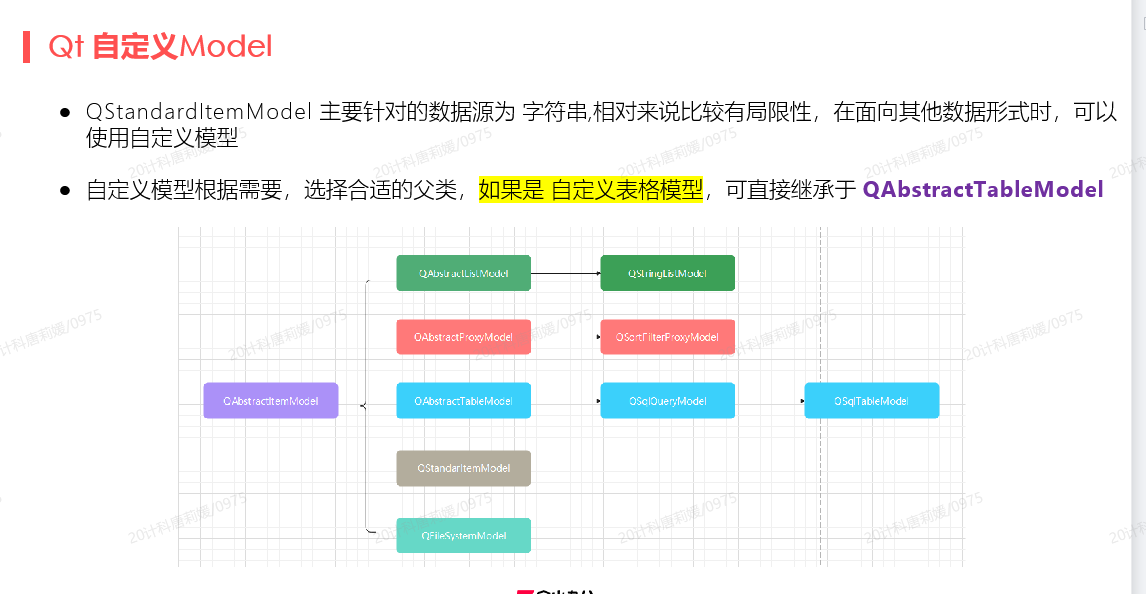 Qt 自定义Model
● QStandardItemModel 主要针对的数据源为 字符串,相对来说比较有局限性，在面向其他数据形式时，可以
使用自定义模型
● 自定义模型根据需要，选择合适的父类，如果是 自定义表格模型，可直接继承于 QAbstractTableModel
QAbstractListModel
QStringListModel
QAbstractProxyModel
QSortFilterProxyModel
QAbstractItemModel
QAbstractTableModel
QSqlQueryModel
QSqlTableModel
QStandarItemModel
QFileSystemModel
20计科唐莉媛/0975